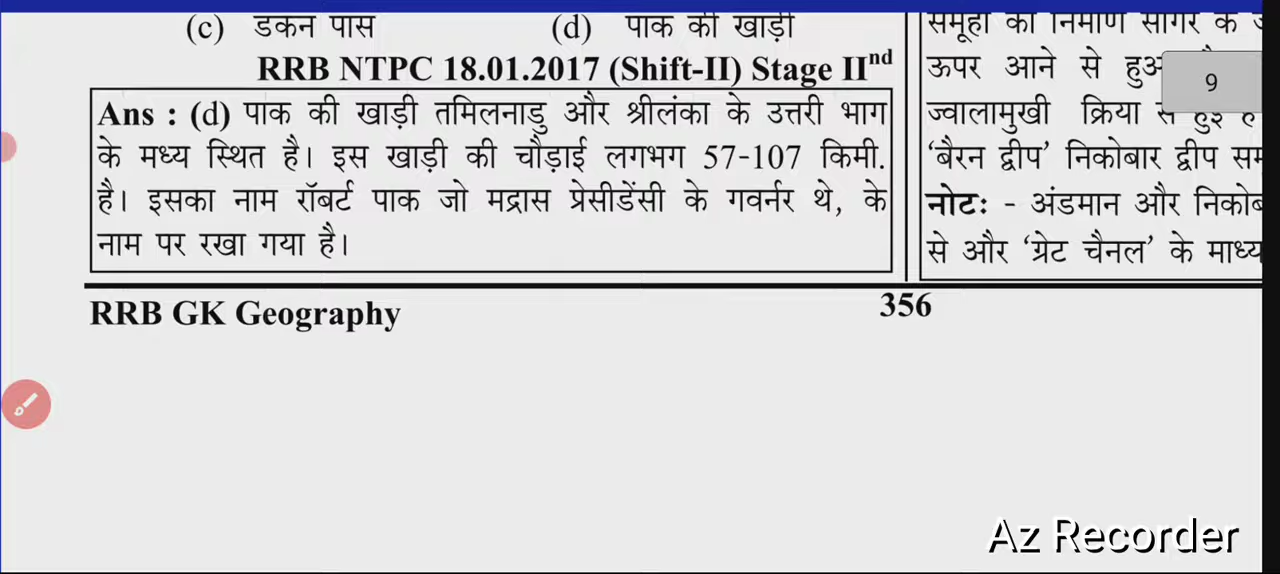 (c) डकन पास (d) पाक की खाड़ी
RRB NTPC 18.01.2017 (Shift-II) Stage IInd
Ans : (d) पाक की खाड़ी तमिलनाडु और श्रीलंका के उत्तरी भाग
के मध्य स्थित है। इस खाड़ी की चौड़ाई लगभग 57-107 किमी.
है। इसका नाम रॉबर्ट पाक जो मद्रास प्रेसीडेंसी के गवर्नर थे, के
नाम पर रखा गया है।
RRB GK Geography
356
समूहों का निर्माण सागर के
ऊपर आने से
ज्वालामुखी क्रिया से हुई है
‘बैरन द्वीप’ निकोबार द्वीप
नोटः - अंडमान और
से और ‘ग्रेट चैनल’ के
9
Az Recorder